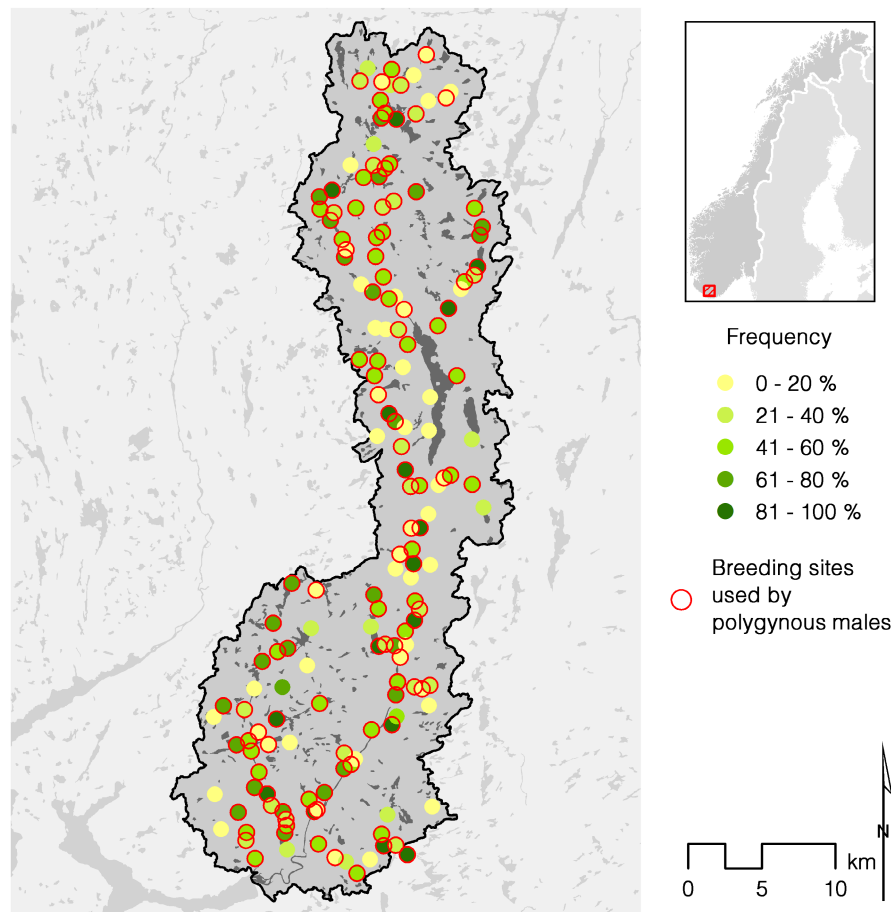 Frequency
0 - 20 %
21 - 40 %
41 - 60 %
61 - 80 %
81 - 100 %
Breeding sites
used by
polygynous males
N
km
0 5 10